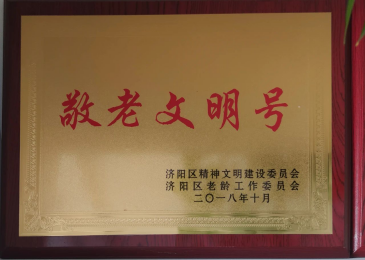 敬老文明号
济阳区精神文明建设委员会
济阳区老龄工作委员会
二〇一八年十月